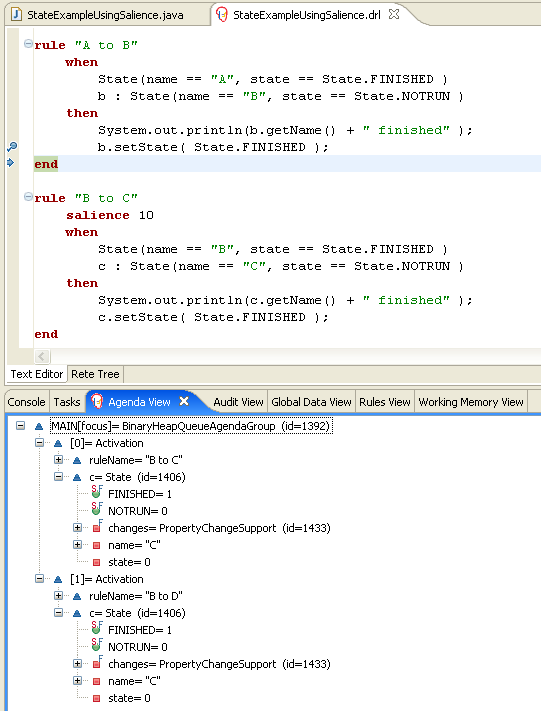 StateExampleUsingSalience.java
StateExampleUsingSalience.drl
rule "A to B"
when
State(name == "A", state == State.FINISHED )
b : State(name == "B", state == State.NOTRUN )
then
System.out.println(b.getName() + " finished" );
b.setState( State.FINISHED );
end
rule "B to C"
salience 10
when
State(name == "B", state == State.FINISHED )
c : State(name == "C", state == State.NOTRUN )
then
System.out.println(c.getName() + " finished" );
c.setState( State.FINISHED );
end
Text Editor Rete Tree
Console Tasks Agenda View Audit View Global Data View Rules View Working Memory View
MAIN[focus]= BinaryHeapQueueAgendaGroup (id=1392)
[0]= Activation
ruleName= "B to C"
c= State (id=1406)
FINISHED= 1
NOTRUN= 0
changes= PropertyChangeSupport (id=1433)
name= "C"
state= 0
[1]= Activation
ruleName= "B to D"
c= State (id=1406)
FINISHED= 1
NOTRUN= 0
changes= PropertyChangeSupport (id=1433)
name= "C"
state= 0